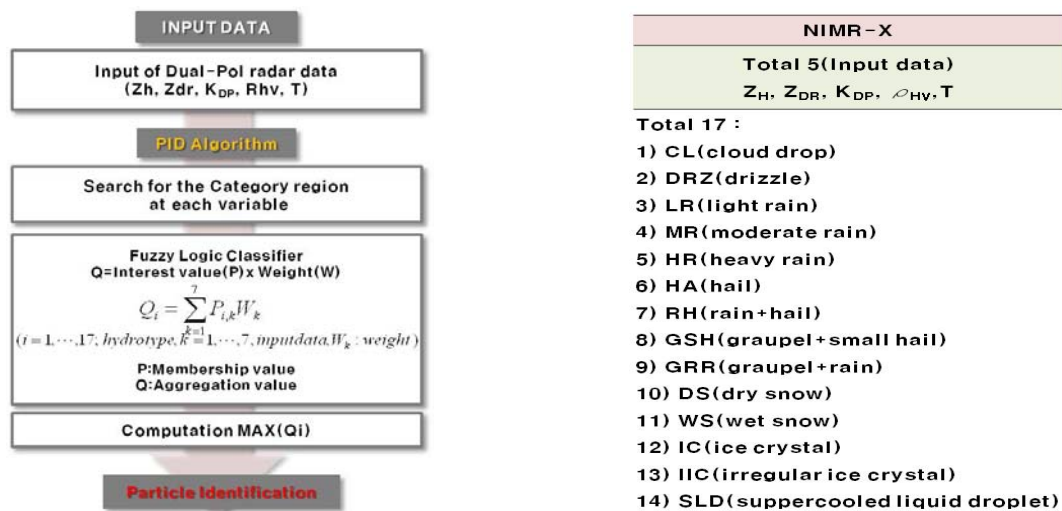 INPUT DATA
Input of Dual-Pol radar data
(Zh, Zdr, KDP, Rhv, T)
PID Algorithm
Search for the Category region
at each variable
Fuzzy Logic Classifier
Q=Interest value(P)x Weight(W)
Qi = ∑ Pi,kWk
7
k=1
(i=1,⋯,17; hydrotype, k=1,⋯,7, inputdata, Wk : weight)
P:Membership value
Q:Aggregation value
Computation MAX(Qi)
Particle Identification
NIMR-X
Total 5(Input data)
ZH, ZDR, KDP, ρHV,T
Total 17 :
1) CL(cloud drop)
2) DRZ(drizzle)
3) LR(light rain)
4) MR(moderate rain)
5) HR(heavy rain)
6) HA(hail)
7) RH(rain+hail)
8) GSH(graupel+small hail)
9) GRR(graupel+rain)
10) DS(dry snow)
11) WS(wet snow)
12) IC(ice crystal)
13) IIC(irregular ice crystal)
14) SLD(suppercooled liquid droplet)